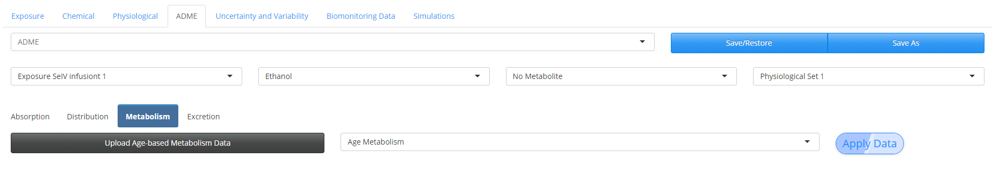 Exposure Chemical Physiological ADME Uncertainty and Variability Biomonitoring Data Simulations
ADME Save/Restore Save As
Exposure SeIV infusiont 1 Ethanol No Metabolite Physiological Set 1
Absorption Distribution Metabolism Excretion
Upload Age-based Metabolism Data Age Metabolism Apply Data